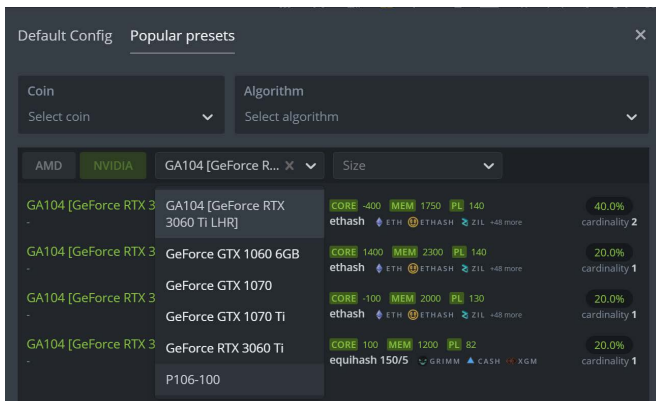 Default Config Popular presets
Coin
Select coin
Algorithm
Select algorithm
AMD NVIDIA GA104 [GeForce R... Size
GA104 [GeForce RTX 3
-
CORE -400 MEM 1750 PL 140
ethash ETH ETHASH ZIL +48 more
40.0%
cardinality 2
GA104 [GeForce RTX 3
-
CORE 1400 MEM 2300 PL 140
ethash ETH ETHASH ZIL +48 more
20.0%
cardinality 1
GA104 [GeForce RTX 3
-
CORE -100 MEM 2000 PL 130
ethash ETH ETHASH ZIL +48 more
20.0%
cardinality 1
GA104 [GeForce RTX 3
-
CORE 100 MEM 1200 PL 82
equihash 150/5 GRIMM CASH XGM
20.0%
cardinality 1
GA104 [GeForce RTX
3060 Ti LHR]
GeForce GTX 1060 6GB
GeForce GTX 1070
GeForce GTX 1070 Ti
GeForce RTX 3060 Ti
P106-100